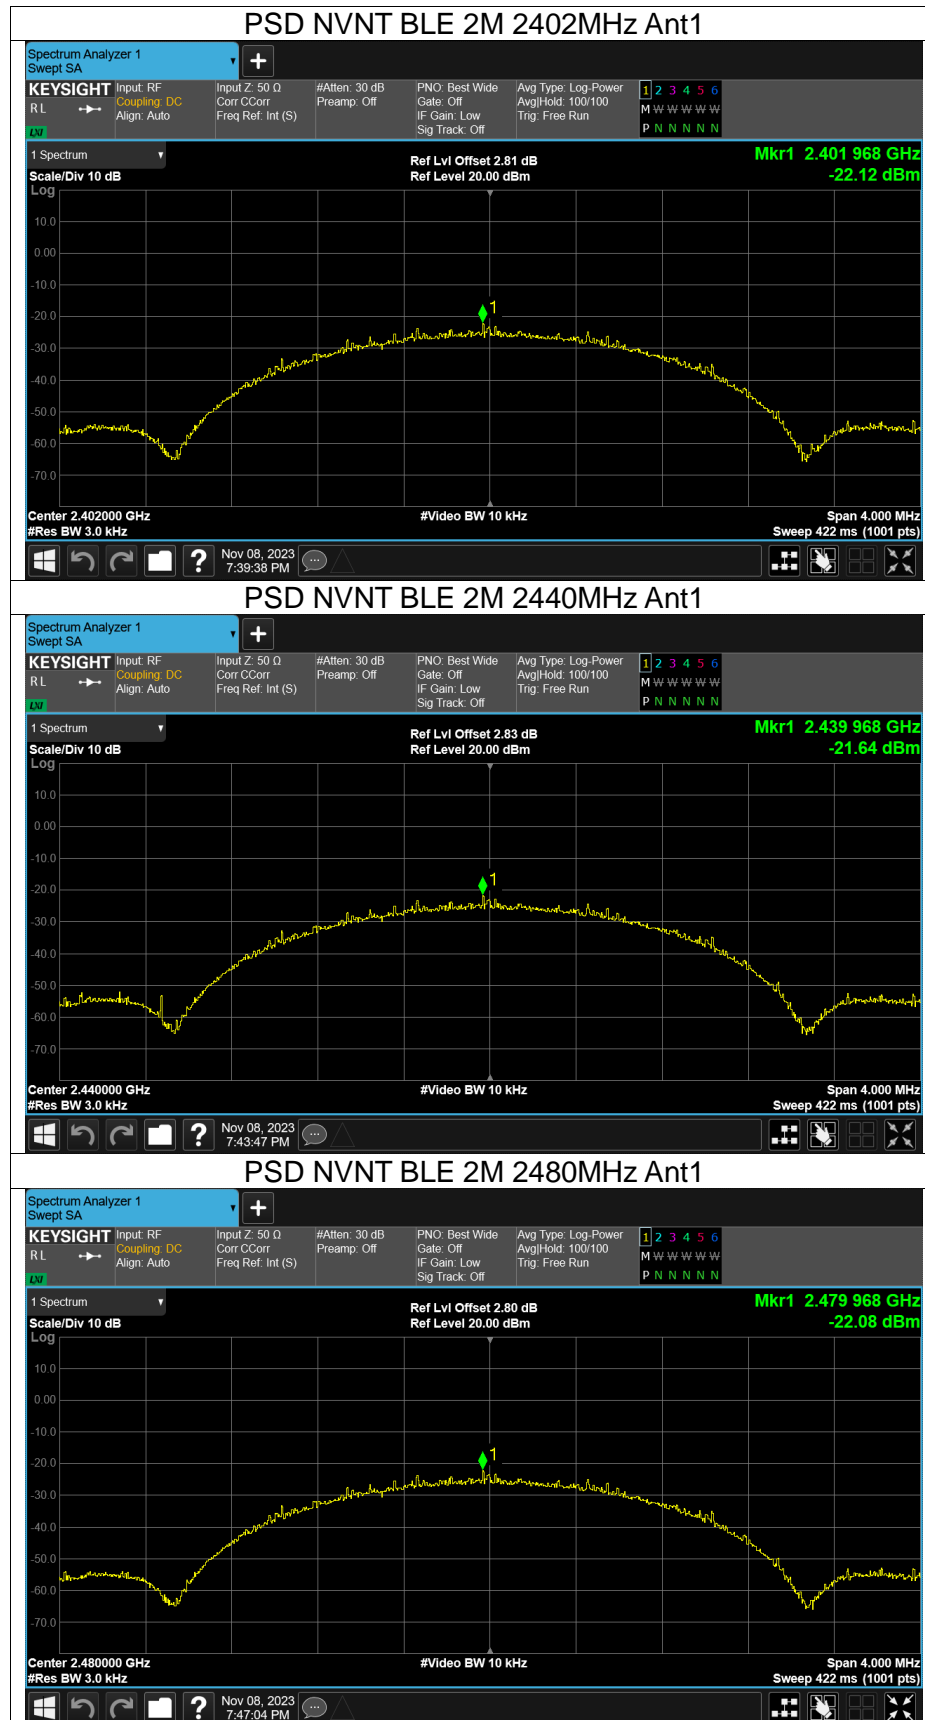 PSD NVNT BLE 2M 2402MHz Ant1
Spectrum Analyzer 1
Swept SA
KEYSIGHT Input: RF Input Z: 50 Ω #Atten: 30 dB PNO: Best Wide Avg Type: Log-Power 1 2 3 4 5 6
R L Coupling: DC Corr CCorr Preamp: Off Gate: Off Avg|Hold: 100/100 M W W W W W
Align: Auto Freq Ref: Int (S) IF Gain: Low Trig: Free Run
LXI Sig Track: Off P N N N N N
1 Spectrum Ref Lvl Offset 2.81 dB Mkr1 2.401 968 GHz
Scale/Div 10 dB Ref Level 20.00 dBm -22.12 dBm
Log
10.0
0.00
-10.0
1
-20.0
-30.0
-40.0
-50.0
-60.0
-70.0
Center 2.402000 GHz #Video BW 10 kHz Span 4.000 MHz
#Res BW 3.0 kHz Sweep 422 ms (1001 pts)
? Nov 08, 2023
7:39:38 PM
PSD NVNT BLE 2M 2440MHz Ant1
Spectrum Analyzer 1
Swept SA
KEYSIGHT Input: RF Input Z: 50 Ω #Atten: 30 dB PNO: Best Wide Avg Type: Log-Power 1 2 3 4 5 6
R L Coupling: DC Corr CCorr Preamp: Off Gate: Off Avg|Hold: 100/100 M W W W W W
Align: Auto Freq Ref: Int (S) IF Gain: Low Trig: Free Run
LXI Sig Track: Off P N N N N N
1 Spectrum Ref Lvl Offset 2.83 dB Mkr1 2.439 968 GHz
Scale/Div 10 dB Ref Level 20.00 dBm -21.64 dBm
Log
10.0
0.00
-10.0
1
-20.0
-30.0
-40.0
-50.0
-60.0
-70.0
Center 2.440000 GHz #Video BW 10 kHz Span 4.000 MHz
#Res BW 3.0 kHz Sweep 422 ms (1001 pts)
? Nov 08, 2023
7:43:47 PM
PSD NVNT BLE 2M 2480MHz Ant1
Spectrum Analyzer 1
Swept SA
KEYSIGHT Input: RF Input Z: 50 Ω #Atten: 30 dB PNO: Best Wide Avg Type: Log-Power 1 2 3 4 5 6
R L Coupling: DC Corr CCorr Preamp: Off Gate: Off Avg|Hold: 100/100 M W W W W W
Align: Auto Freq Ref: Int (S) IF Gain: Low Trig: Free Run
LXI Sig Track: Off P N N N N N
1 Spectrum Ref Lvl Offset 2.80 dB Mkr1 2.479 968 GHz
Scale/Div 10 dB Ref Level 20.00 dBm -22.08 dBm
Log
10.0
0.00
-10.0
1
-20.0
-30.0
-40.0
-50.0
-60.0
-70.0
Center 2.480000 GHz #Video BW 10 kHz Span 4.000 MHz
#Res BW 3.0 kHz Sweep 422 ms (1001 pts)
? Nov 08, 2023
7:47:04 PM